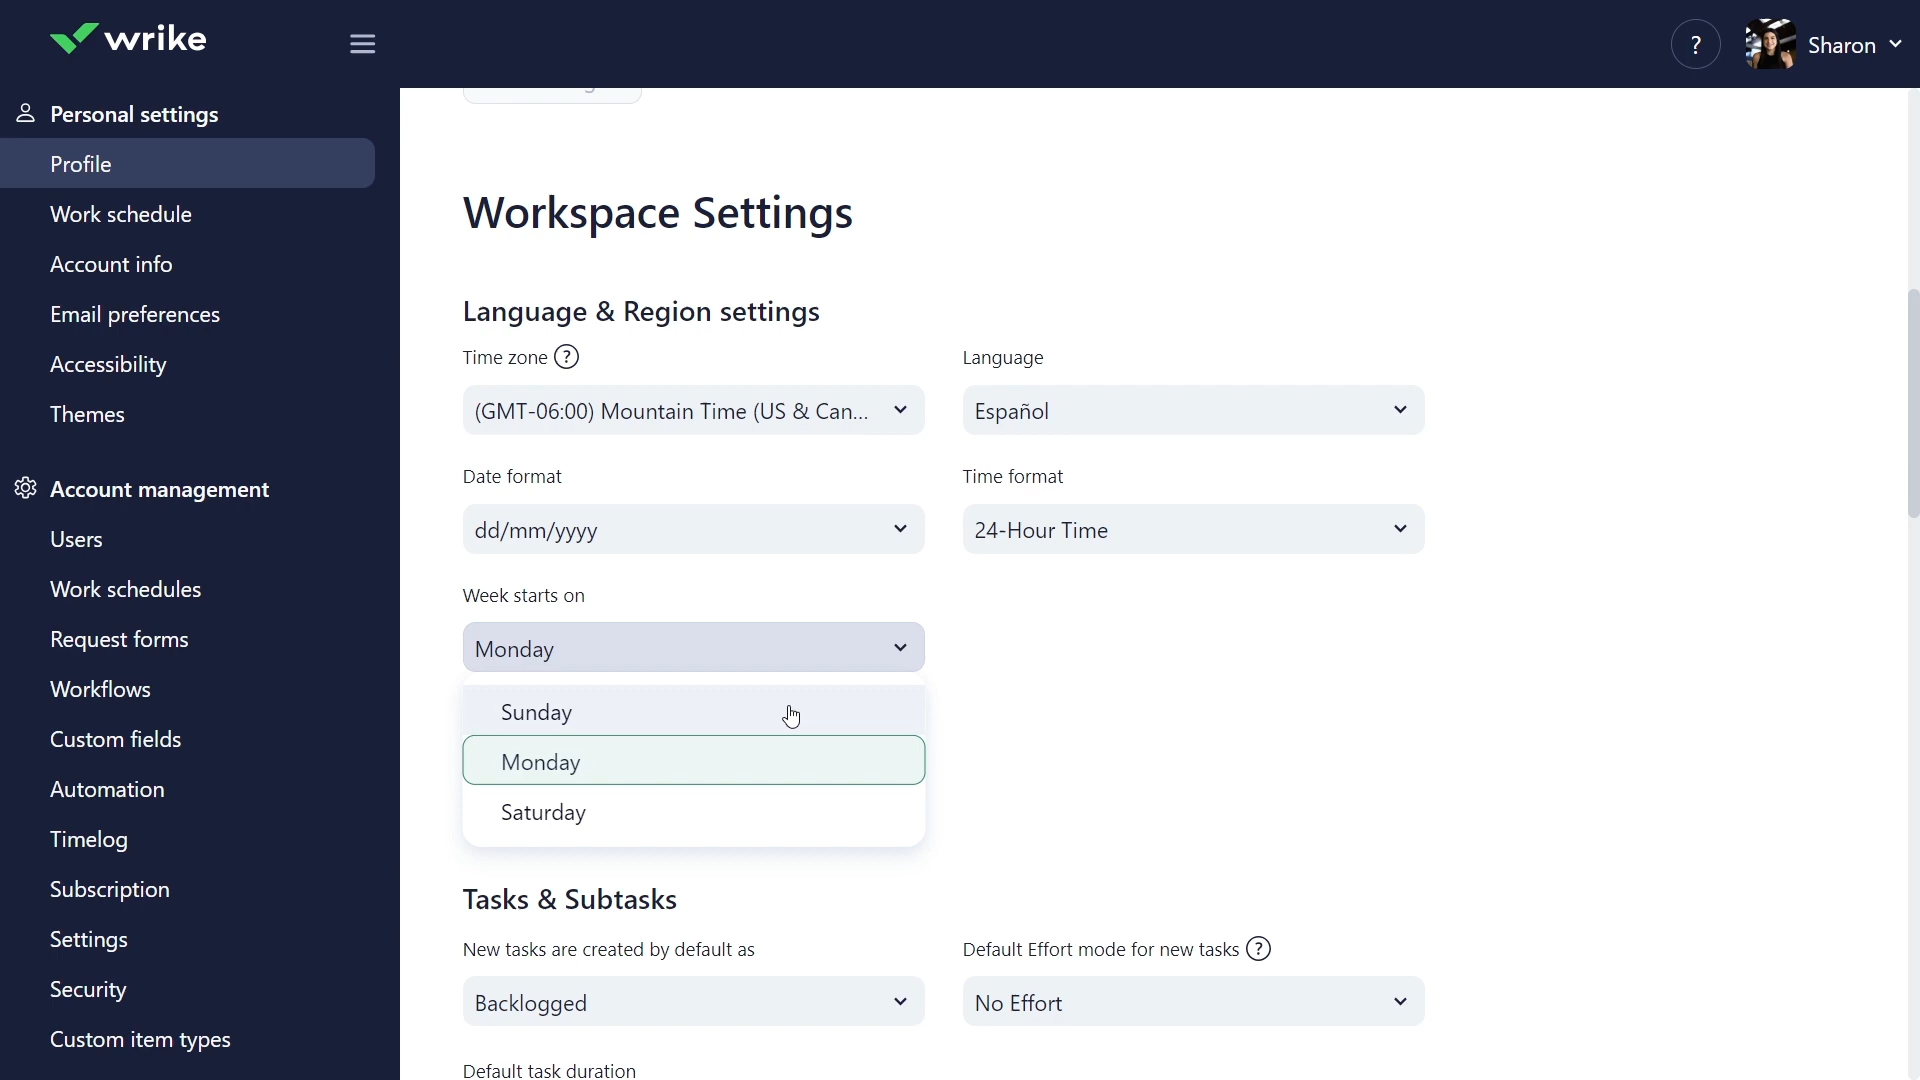 wrike
?
Sharon
Personal settings
Profile
Work schedule
Account info
Email preferences
Accessibility
Themes
Account management
Users
Work schedules
Request forms
Workflows
Custom fields
Automation
Timelog
Subscription
Settings
Security
Custom item types
Workspace Settings
Language & Region settings
Time zone ?
Language
(GMT-06:00) Mountain Time (US & Can...
Español
Date format
Time format
dd/mm/yyyy
24-Hour Time
Week starts on
Monday
Sunday
Monday
Saturday
Tasks & Subtasks
New tasks are created by default as
Default Effort mode for new tasks ?
Backlogged
No Effort
Default task duration